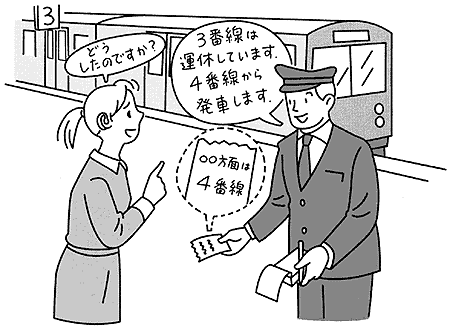 3
どう
したのですか?
3番線は
運休しています.
4番線から
発車します.
○○方面は
4番線